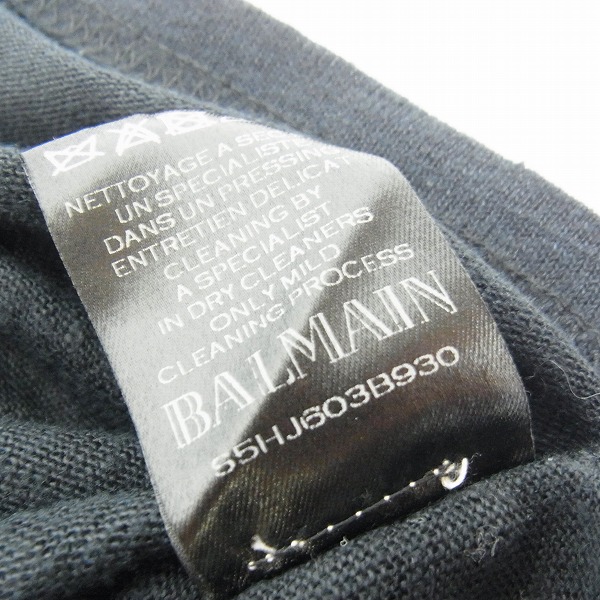 NETTOYAGE A SEC
UN SPECIALISTE
DANS UN PRESSING
ENTRETIEN DELICAT
CLEANING BY
A SPECIALIST
IN DRY CLEANERS
ONLY MILD
CLEANING PROCESS
BALMAIN
S5HJ603B930